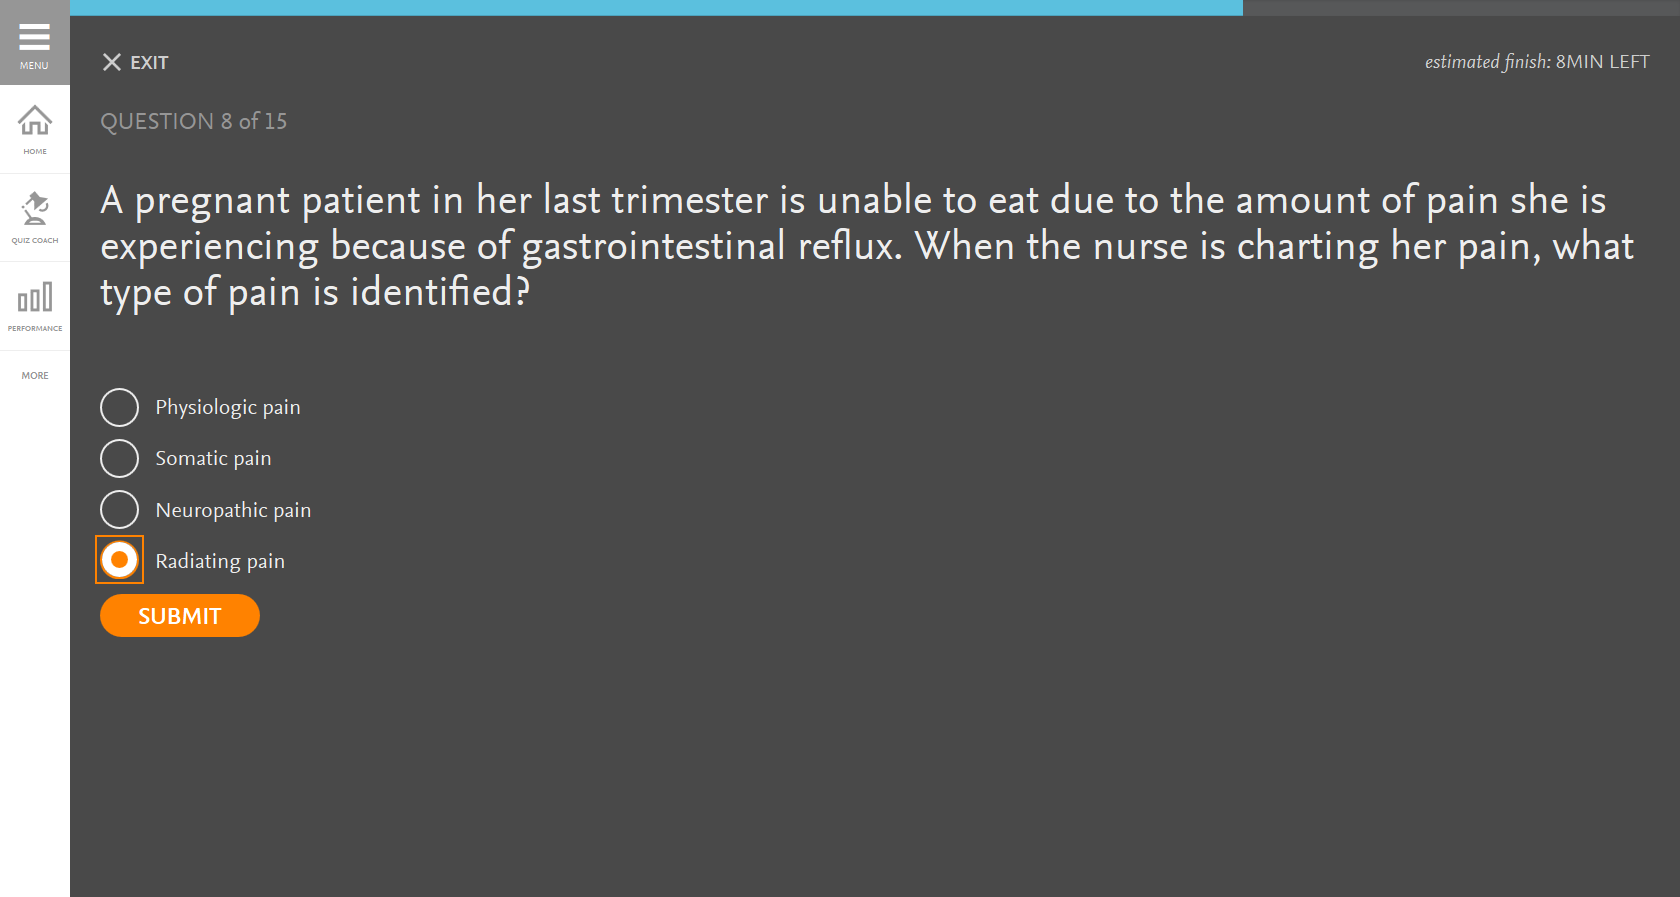 MENU
HOME
QUIZ COACH
PERFORMANCE
MORE
EXIT
estimated finish: 8MIN LEFT
QUESTION 8 of 15
A pregnant patient in her last trimester is unable to eat due to the amount of pain she is
experiencing because of gastrointestinal reflux. When the nurse is charting her pain, what
type of pain is identified?
Physiologic pain
Somatic pain
Neuropathic pain
Radiating pain
SUBMIT